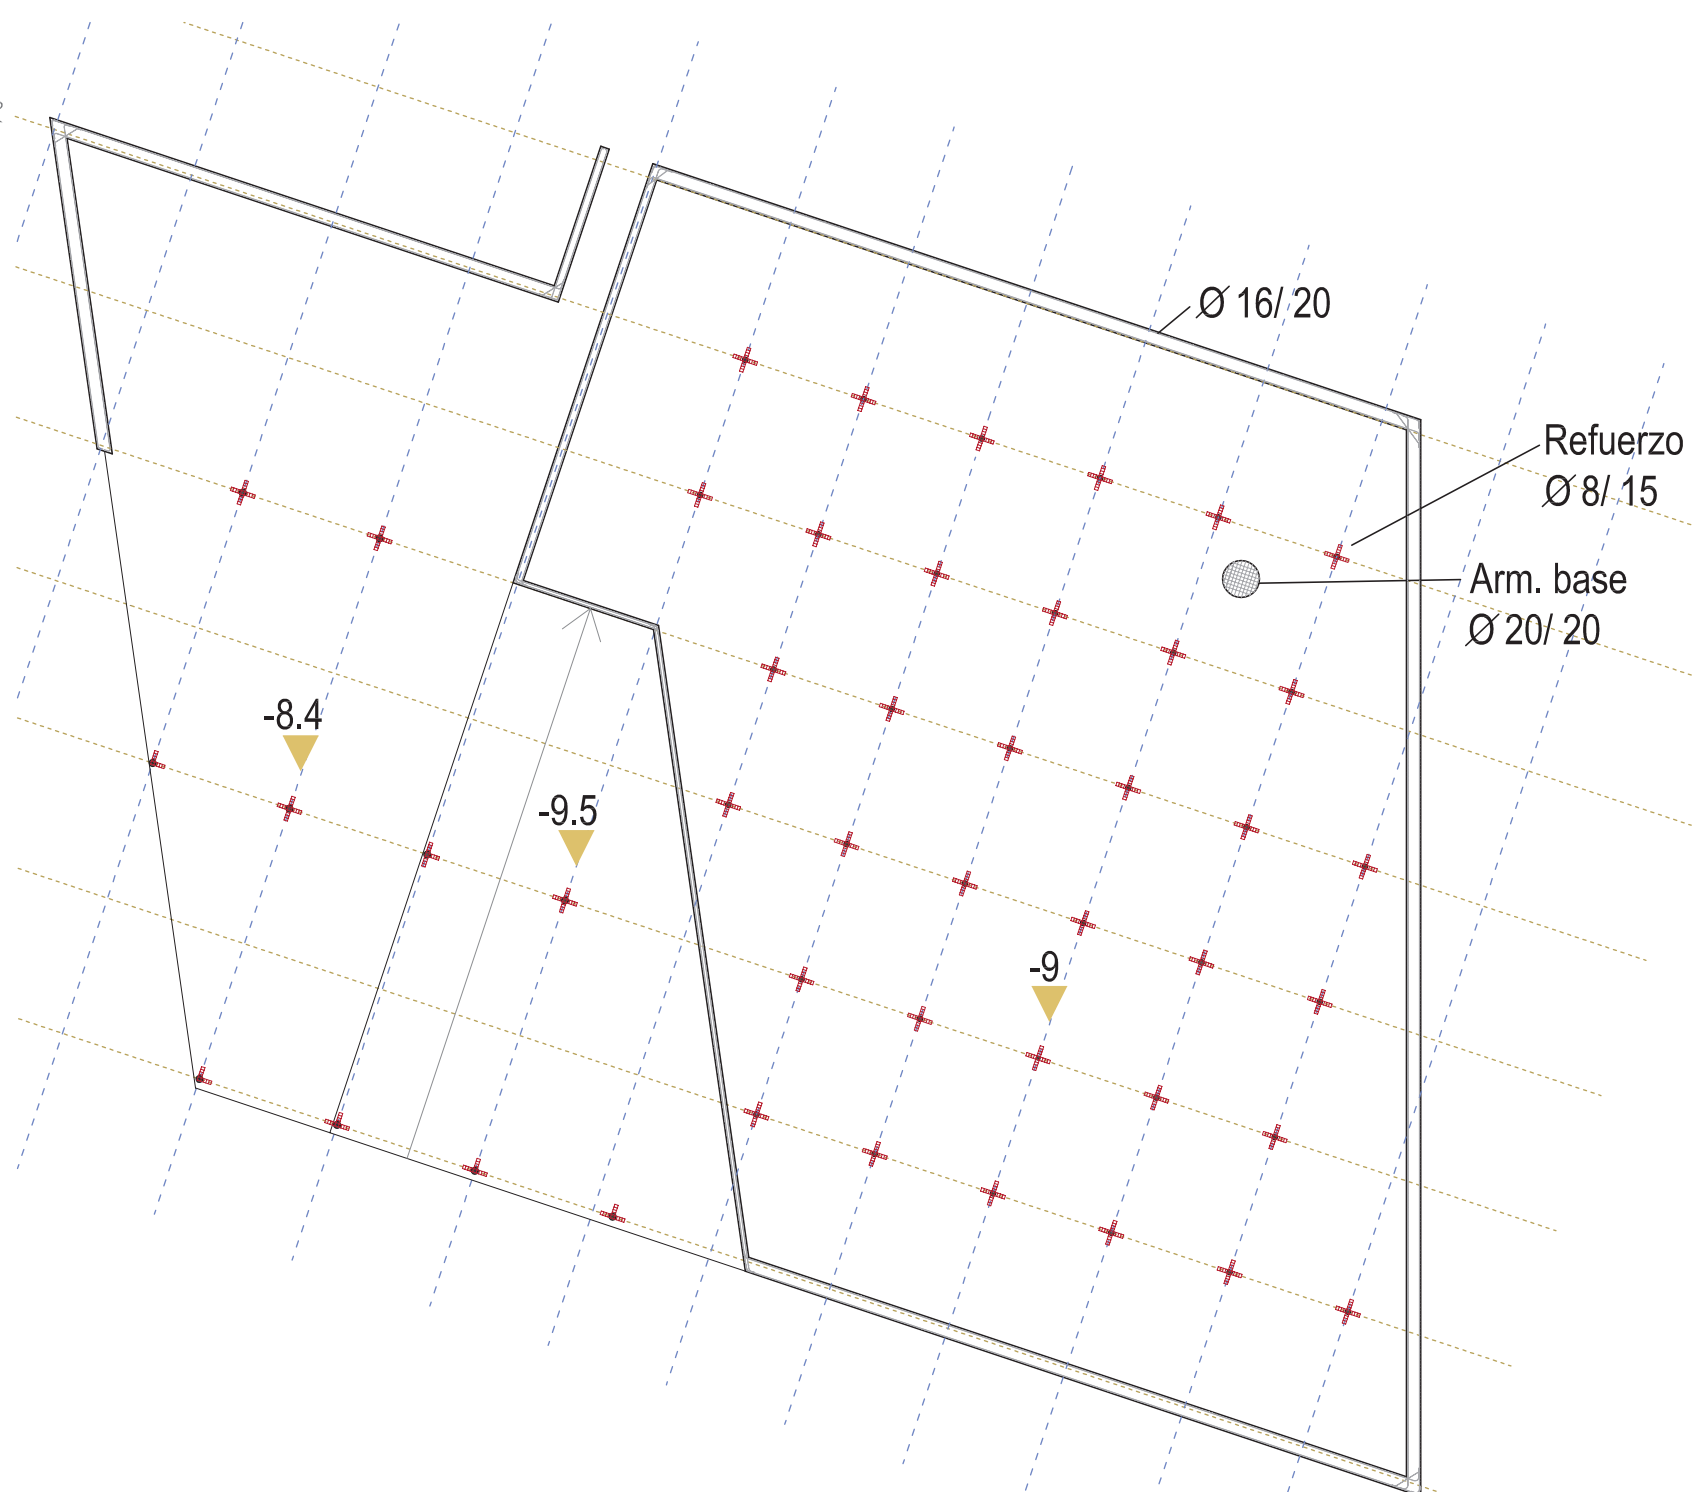 Ø 16/ 20
Refuerzo
Ø 8/ 15
Arm. base
Ø 20/ 20
-8.4
-9.5
-9